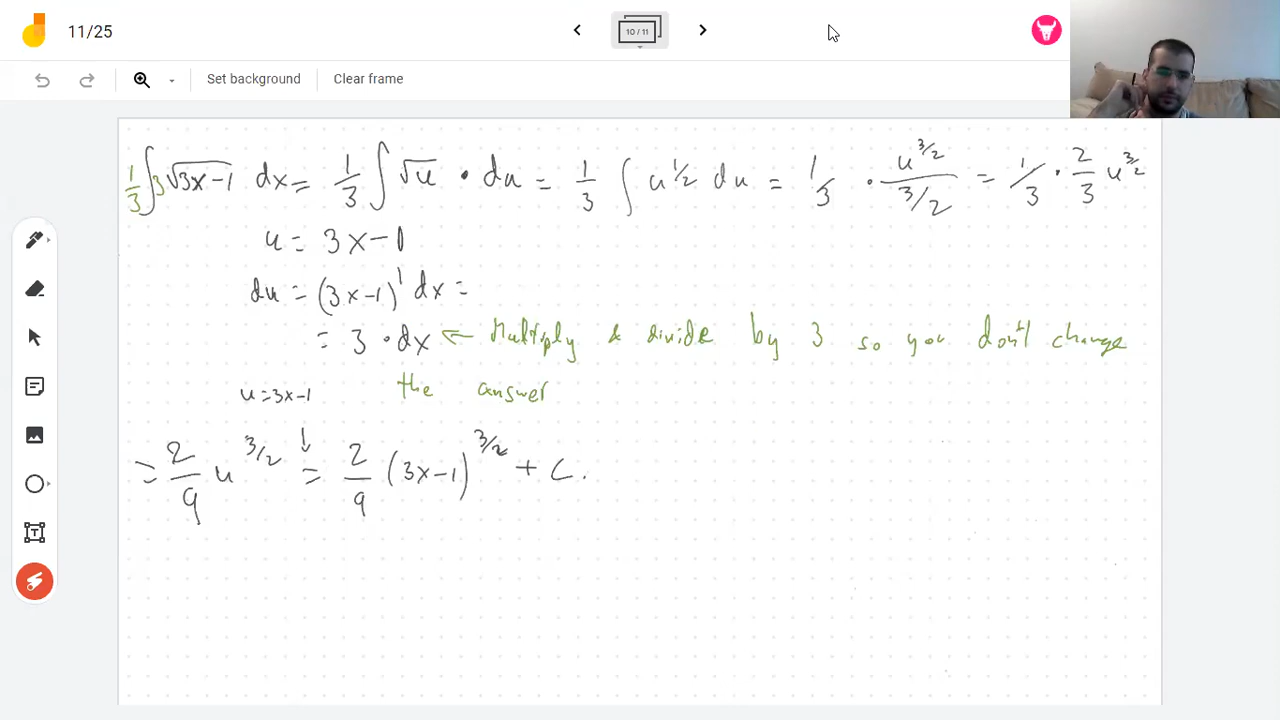 11/25
10 / 11
Set background
Clear frame
1/3 ∫ 3 √(3x-1) dx = 1/3 ∫ √u • du = 1/3 ∫ u^(1/2) du = 1/3 • u^(3/2) / (3/2) = 1/3 • 2/3 u^(3/2)
u = 3x-1
du = (3x-1)' dx =
= 3 • dx ← Multiply & divide by 3 so you don't change
the answer
u=3x-1
= 2/9 u^(3/2) ↓= 2/9 (3x-1)^(3/2) + C.